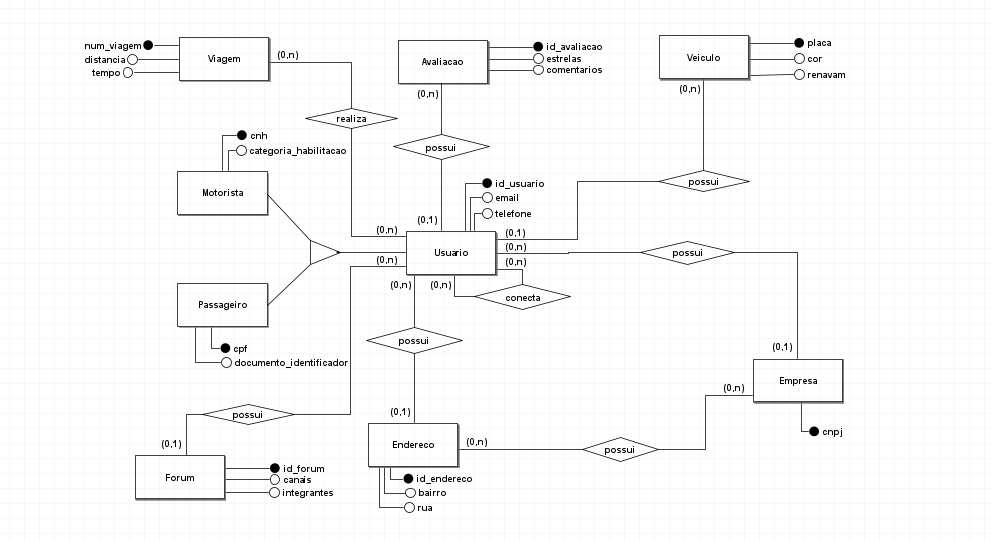 num_viagem
distancia
tempo
Viagem
(0,n)
Avaliacao
id_avaliacao
estrelas
comentarios
(0,n)
Veiculo
placa
cor
renavam
(0,n)
realiza
possui
possui
cnh
categoria_habilitacao
Motorista
id_usuario
email
telefone
(0,1)
(0,n)
Usuario
(0,1)
(0,n)
(0,n)
possui
(0,n)
(0,n)
(0,n)
conecta
Passageiro
cpf
documento_identificador
possui
(0,1)
Empresa
cnpj
(0,n)
possui
(0,1)
(0,1)
Endereco
(0,n)
possui
id_endereco
bairro
rua
Forum
id_forum
canais
integrantes